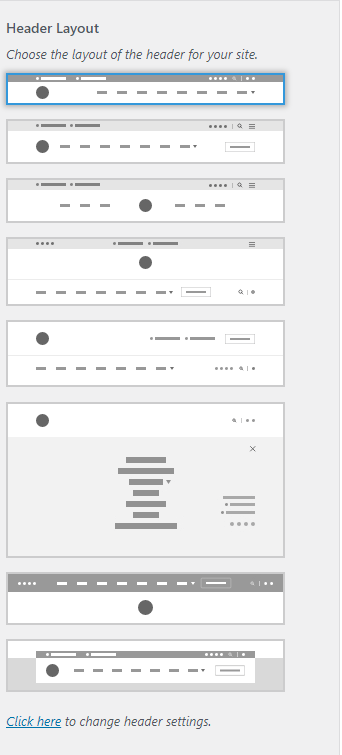 Header Layout
Choose the layout of the header for your site.
Click here to change header settings.